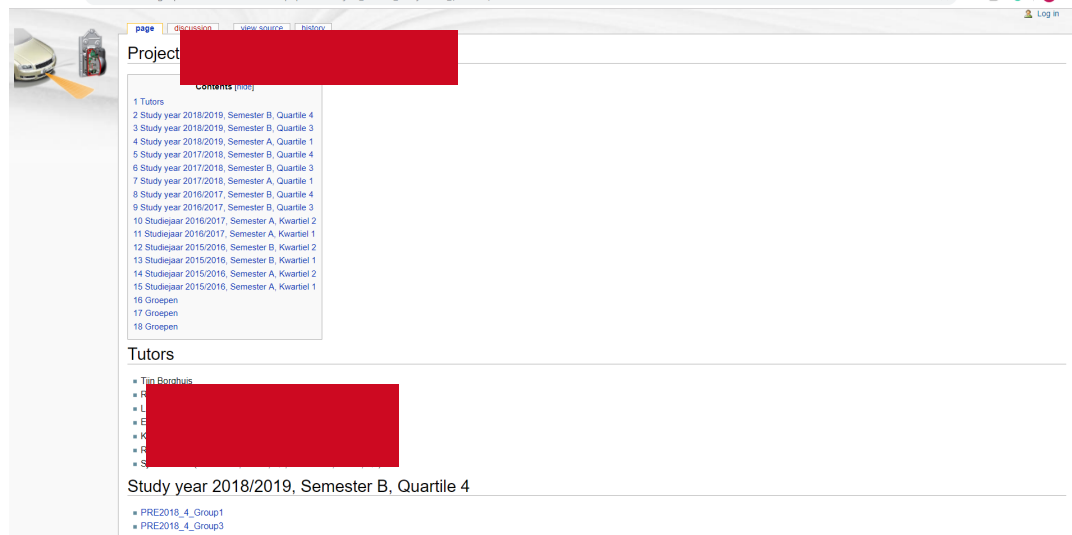 Log in
page discussion view source history
Project
Contents [hide]
1 Tutors
2 Study year 2018/2019, Semester B, Quartile 4
3 Study year 2018/2019, Semester B, Quartile 3
4 Study year 2018/2019, Semester A, Quartile 1
5 Study year 2017/2018, Semester B, Quartile 4
6 Study year 2017/2018, Semester B, Quartile 3
7 Study year 2017/2018, Semester A, Quartile 1
8 Study year 2016/2017, Semester B, Quartile 4
9 Study year 2016/2017, Semester B, Quartile 3
10 Studiejaar 2016/2017, Semester A, Kwartiel 2
11 Studiejaar 2016/2017, Semester A, Kwartiel 1
12 Studiejaar 2015/2016, Semester B, Kwartiel 2
13 Studiejaar 2015/2016, Semester B, Kwartiel 1
14 Studiejaar 2015/2016, Semester A, Kwartiel 2
15 Studiejaar 2015/2016, Semester A, Kwartiel 1
16 Groepen
17 Groepen
18 Groepen
Tutors
Tijn Borghuis
Study year 2018/2019, Semester B, Quartile 4
PRE2018_4_Group1
PRE2018_4_Group3